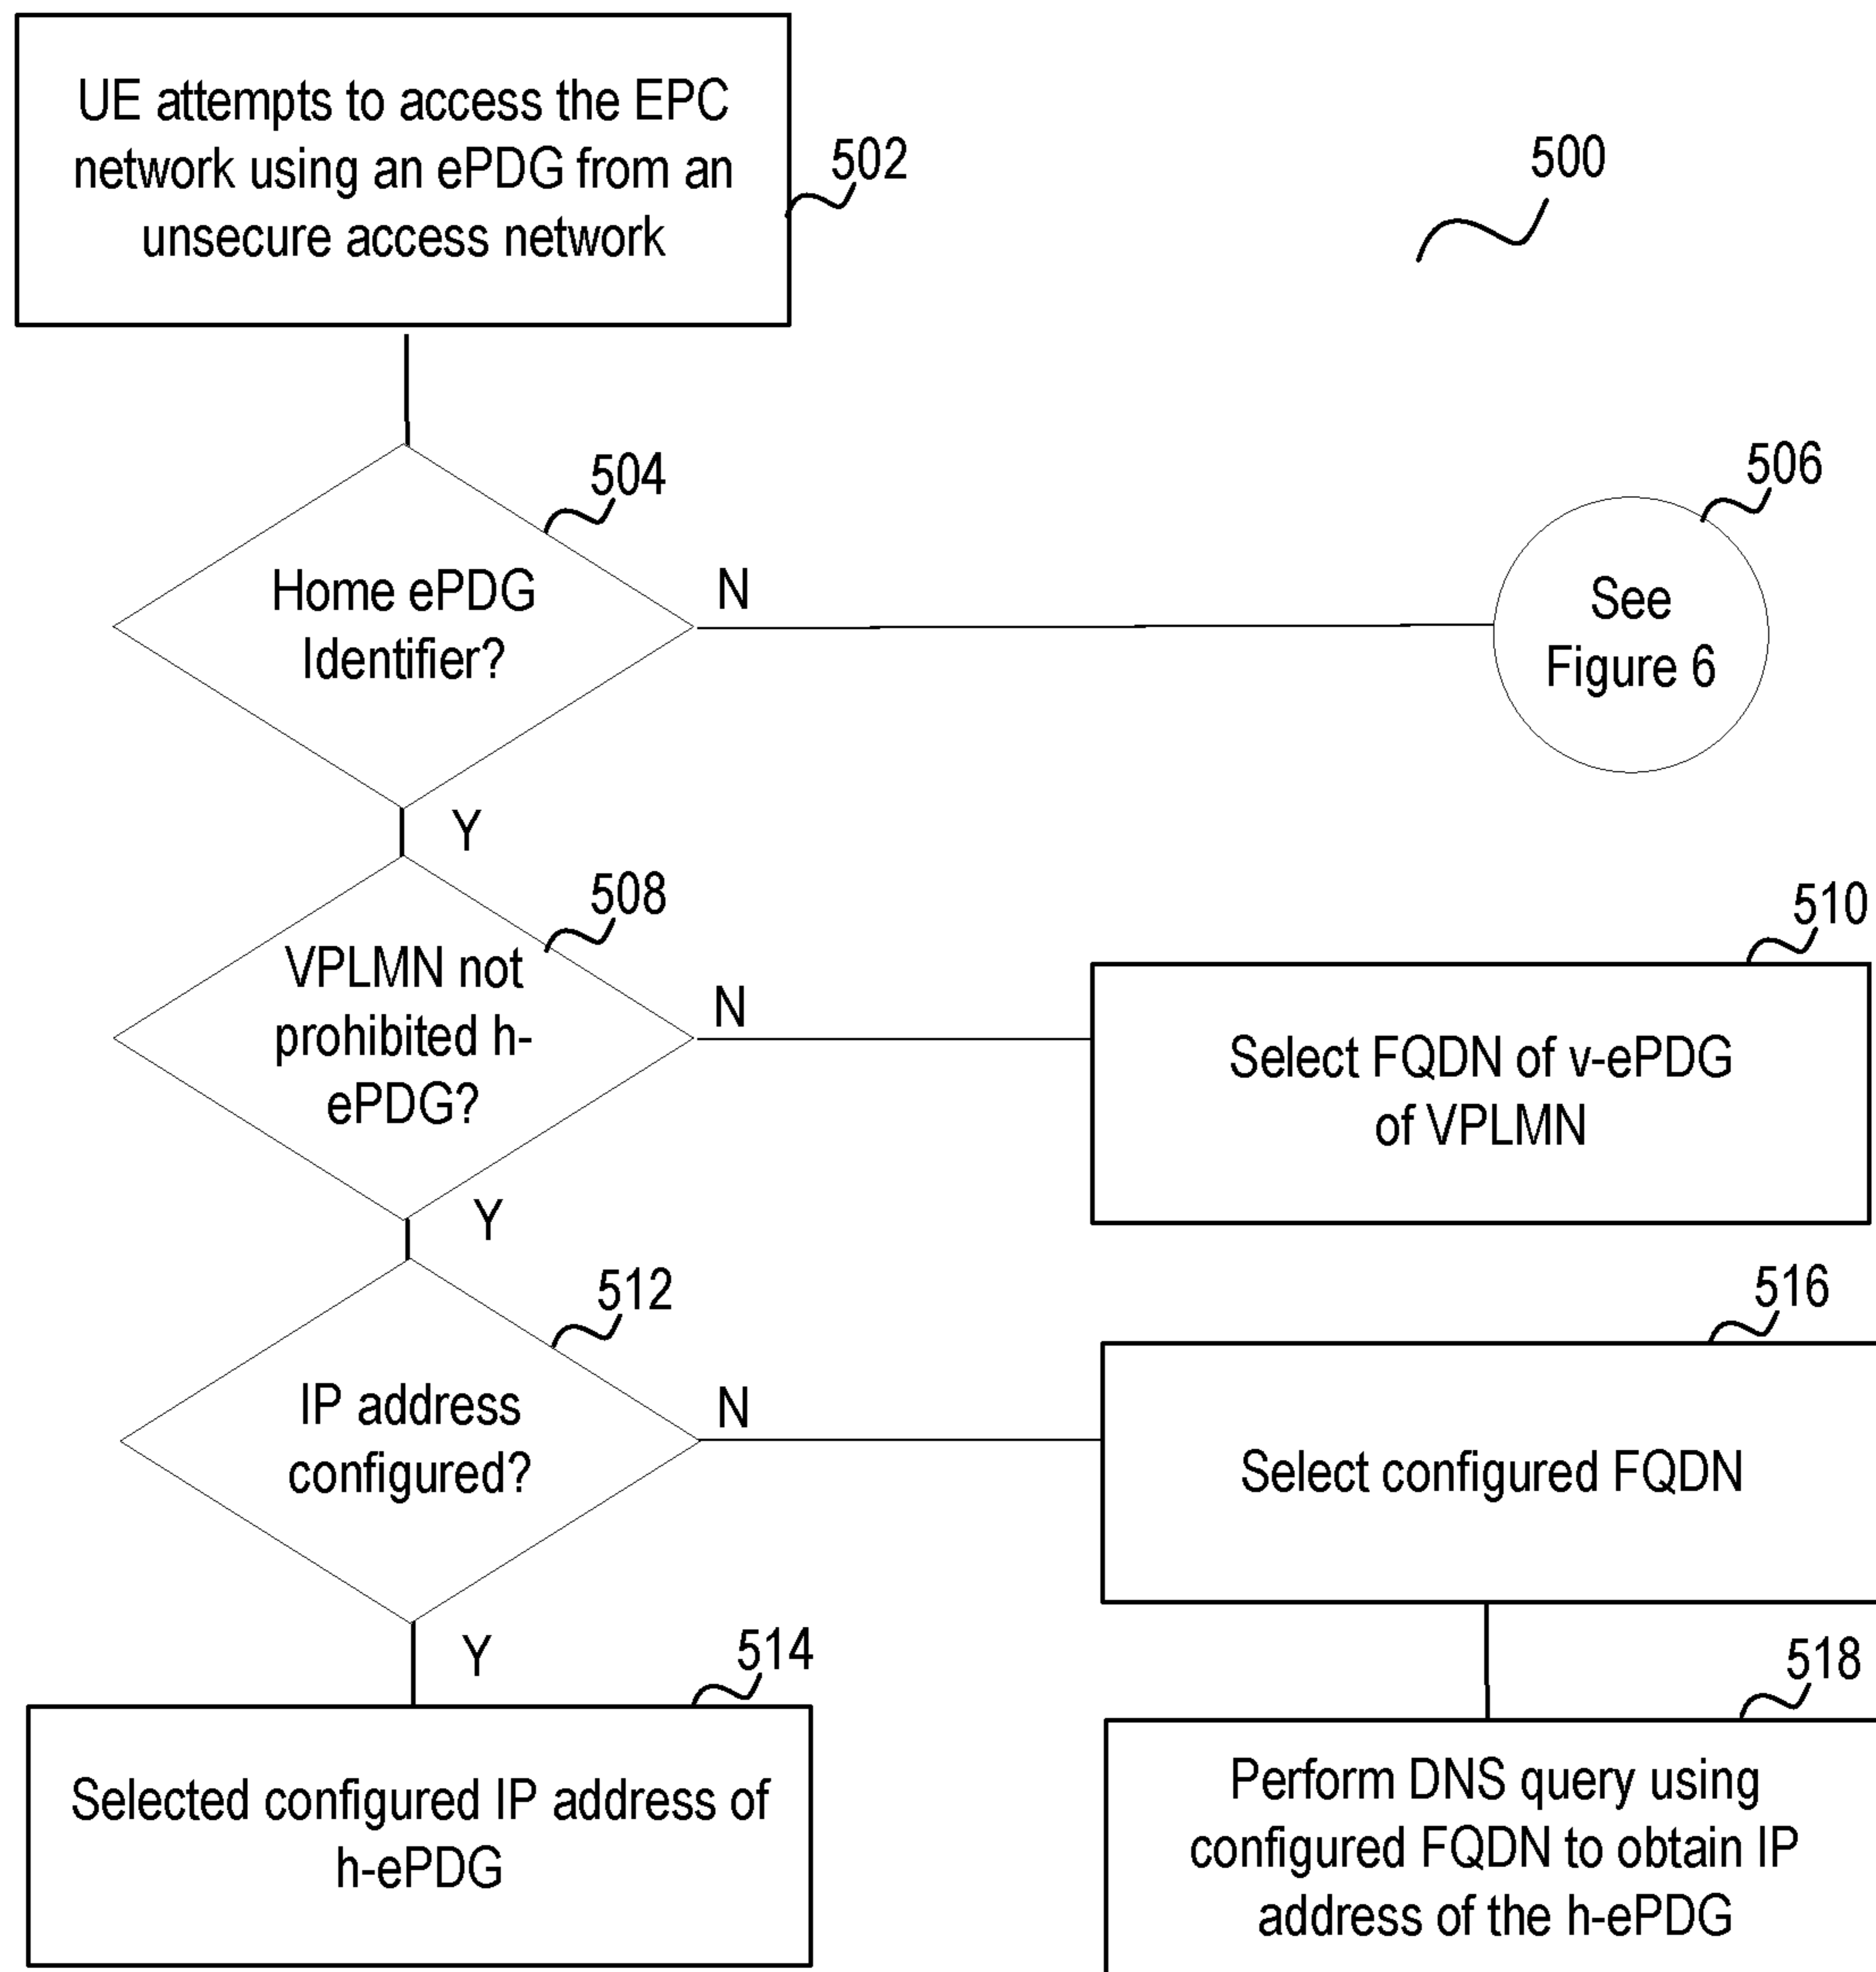 UE attempts to access the EPC
network using an ePDG from an
unsecure access network
502
500
504
Home ePDG
Identifier?
N
506
See
Figure 6
Y
508
VPLMN not
prohibited h-
ePDG?
N
510
Select FQDN of v-ePDG
of VPLMN
Y
512
IP address
configured?
N
516
Select configured FQDN
Y
514
Selected configured IP address of
h-ePDG
518
Perform DNS query using
configured FQDN to obtain IP
address of the h-ePDG